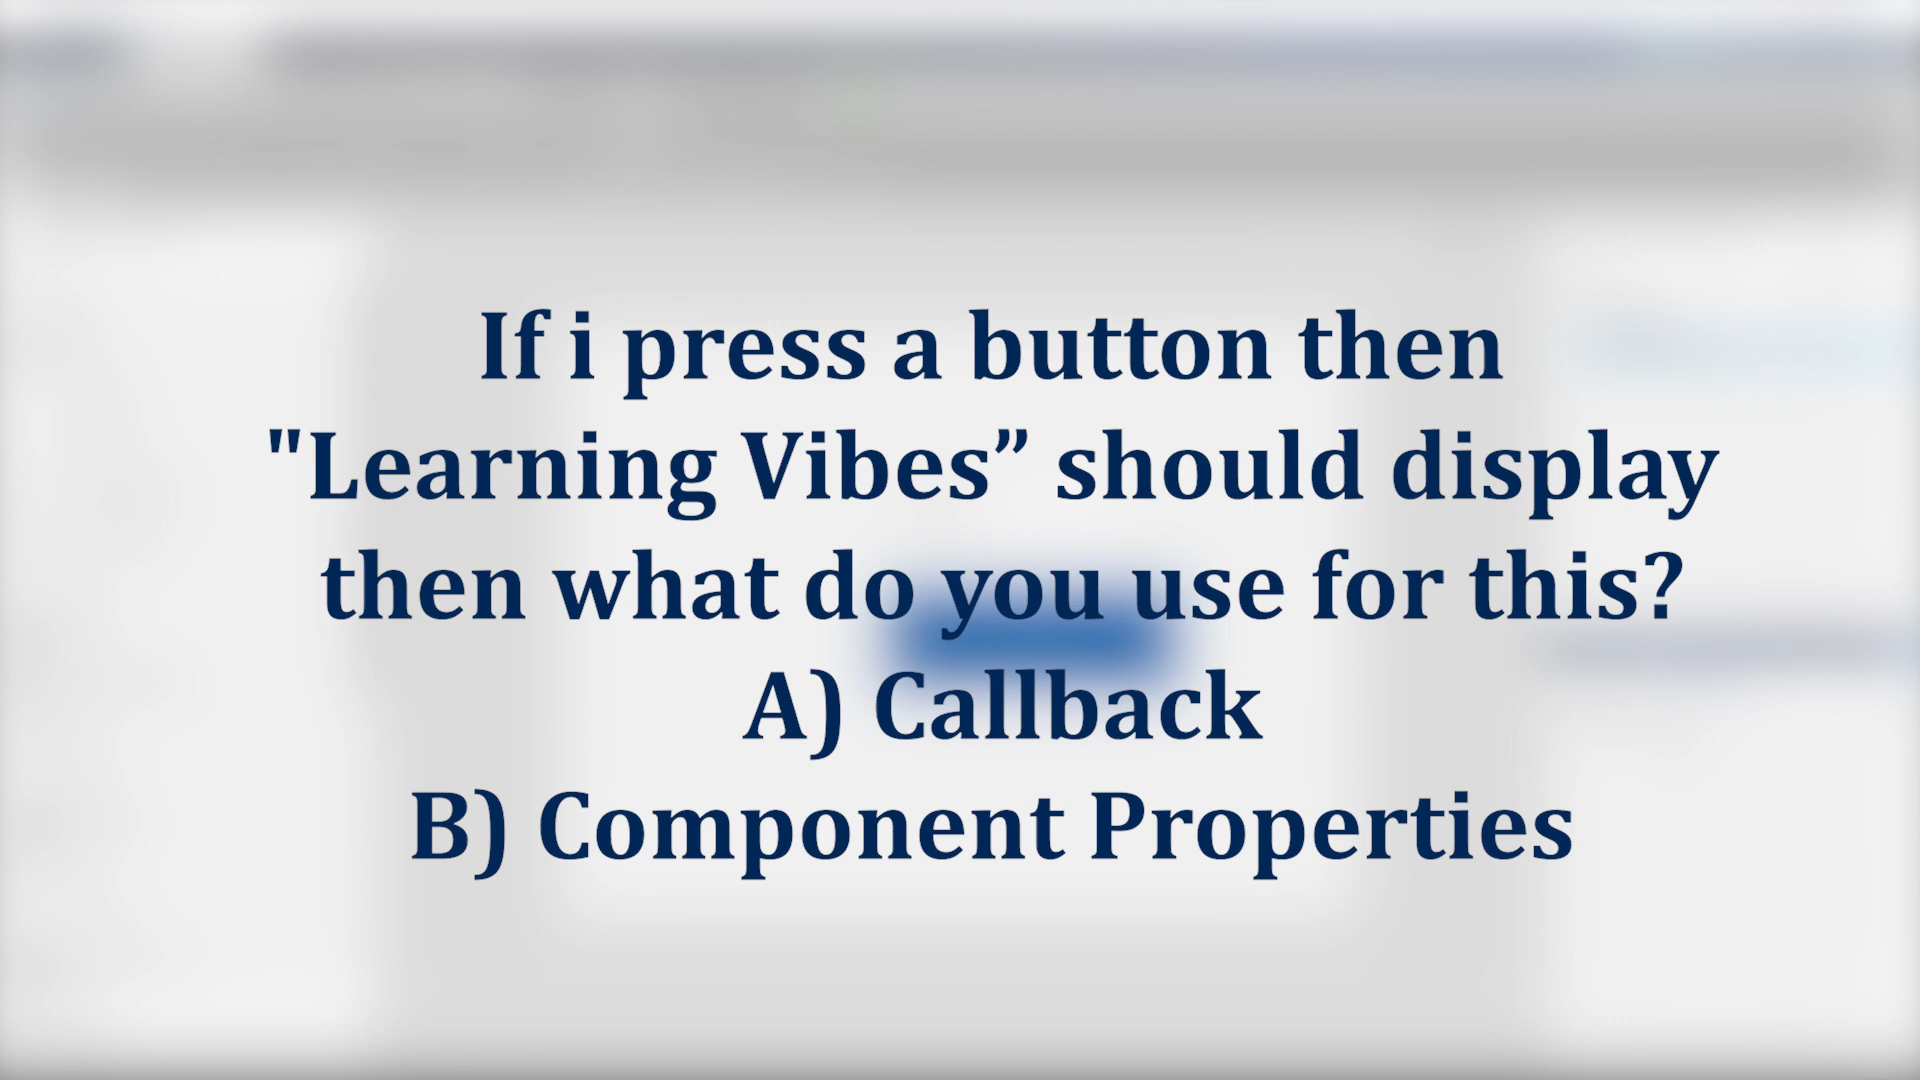 If i press a button then
"Learning Vibes” should display
then what do you use for this?
A) Callback
B) Component Properties